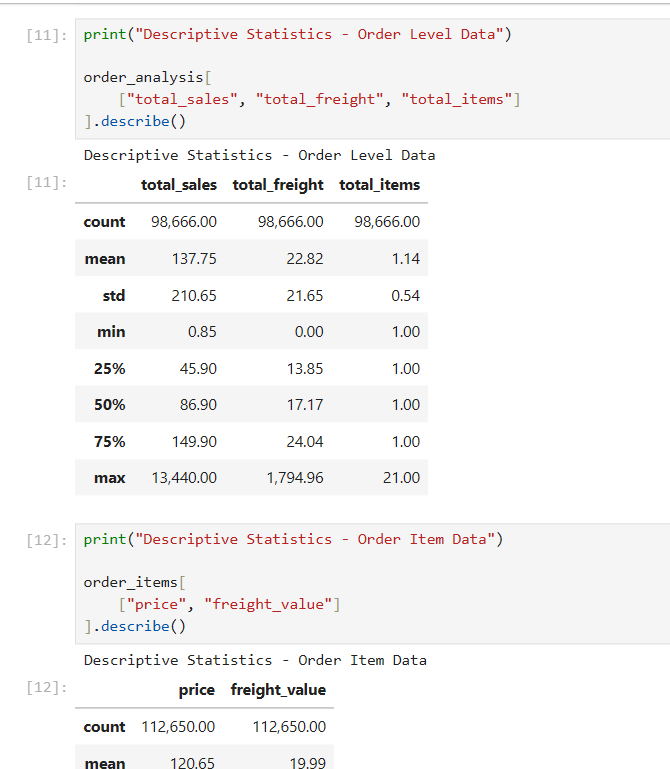 [11]: print("Descriptive Statistics - Order Level Data")
order_analysis[
["total_sales", "total_freight", "total_items"]
].describe()
Descriptive Statistics - Order Level Data
[11]: total_sales total_freight total_items
count 98,666.00 98,666.00 98,666.00
mean 137.75 22.82 1.14
std 210.65 21.65 0.54
min 0.85 0.00 1.00
25% 45.90 13.85 1.00
50% 86.90 17.17 1.00
75% 149.90 24.04 1.00
max 13,440.00 1,794.96 21.00
[12]: print("Descriptive Statistics - Order Item Data")
order_items[
["price", "freight_value"]
].describe()
Descriptive Statistics - Order Item Data
[12]: price freight_value
count 112,650.00 112,650.00
mean 120.65 19.99